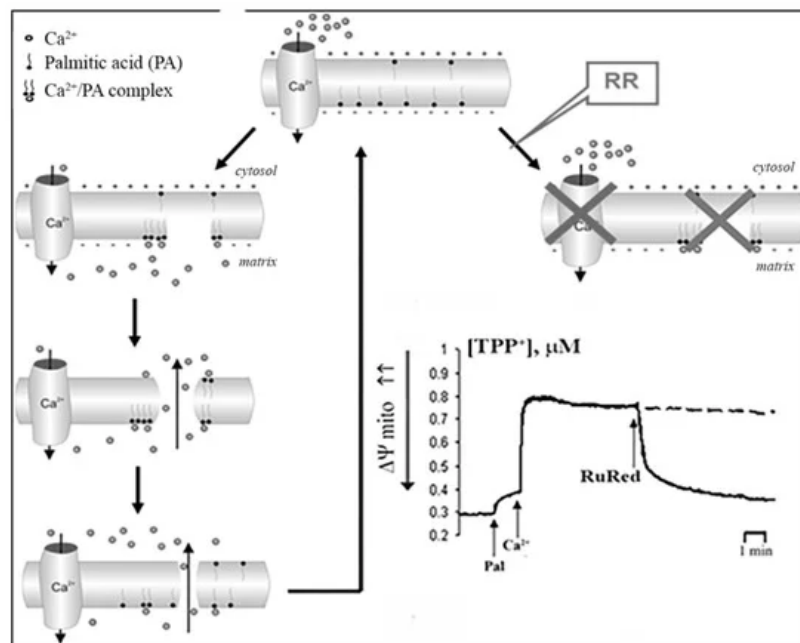 Ca²⁺
Palmitic acid (PA)
Ca²⁺/PA complex
Ca²⁺
RR
cytosol
Ca²⁺
matrix
cytosol
Ca²⁺
matrix
Ca²⁺
Ca²⁺
[TPP⁺], μM
ΔΨ mito ↑↑
1
0.9
0.8
0.7
0.5
0.4
0.3
0.2
RuRed
Pal
Ca²⁺
1 min